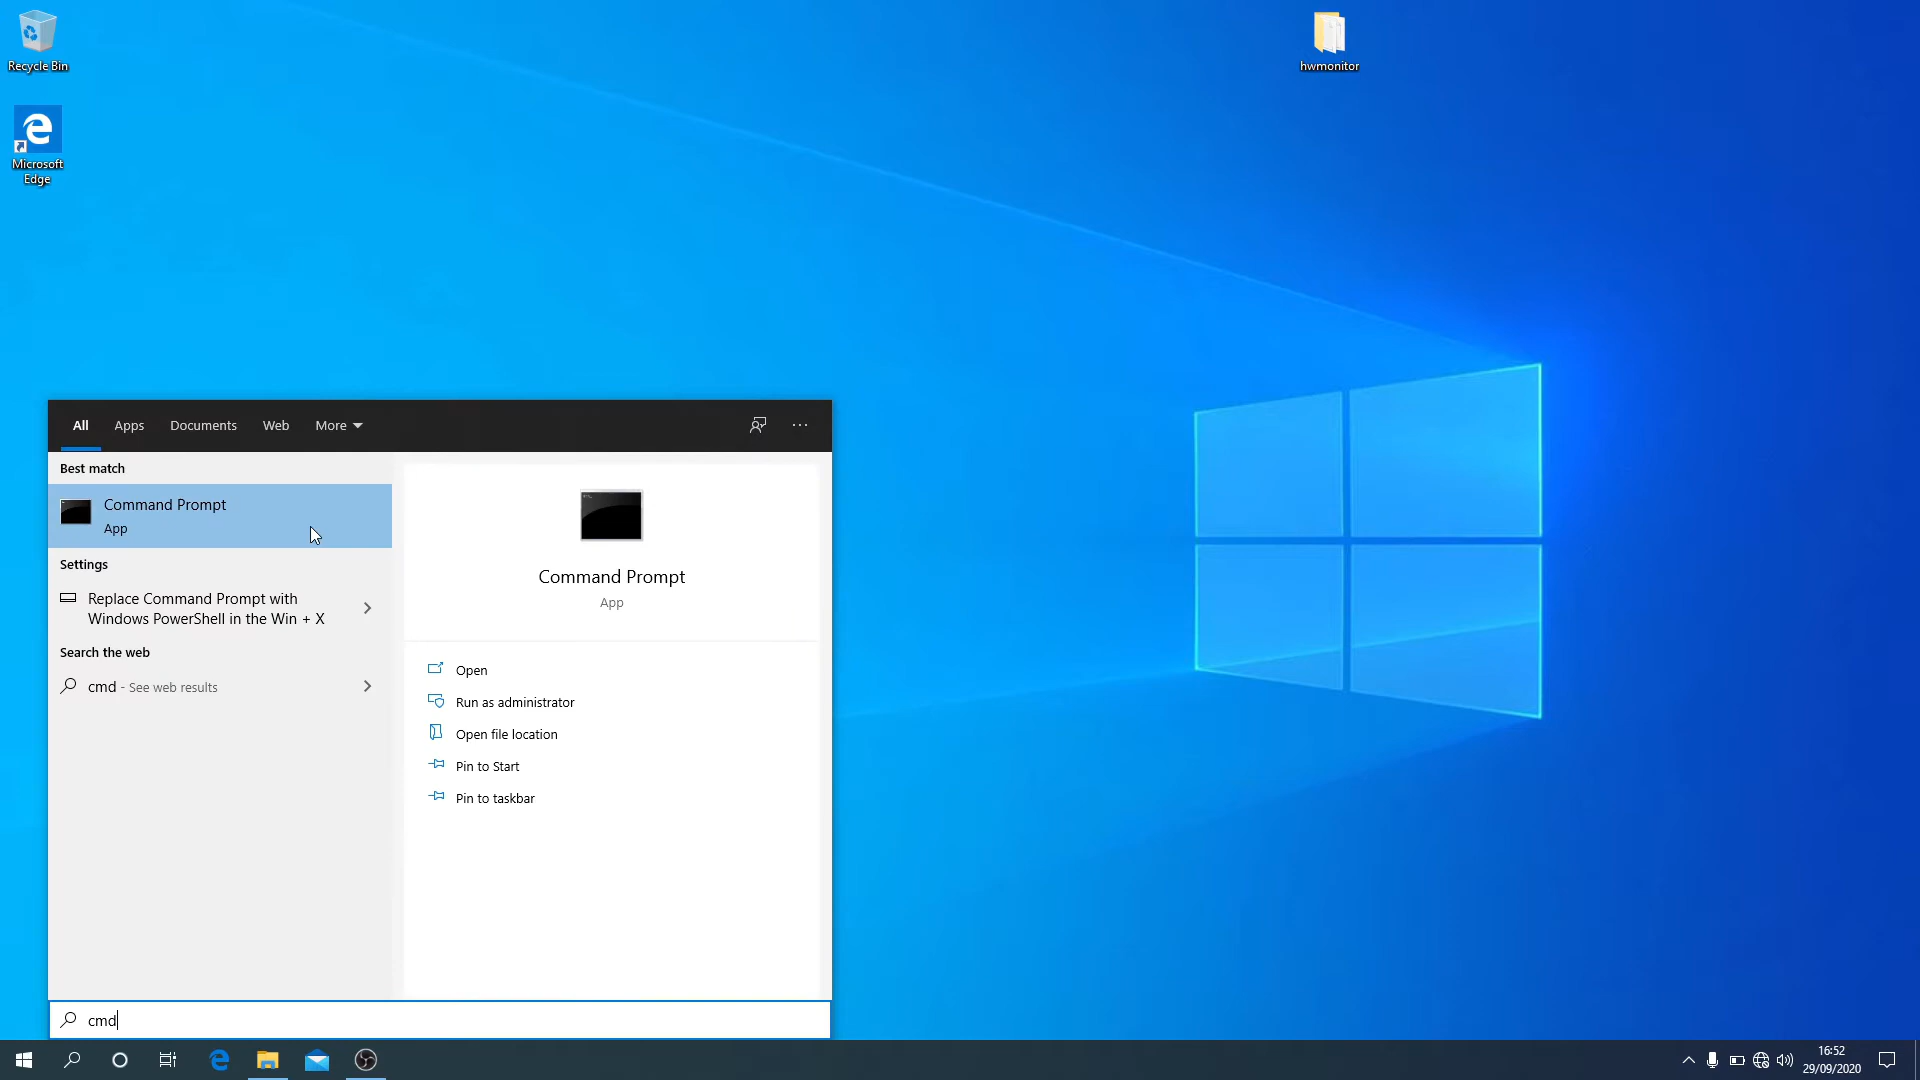 Recycle Bin
Microsoft
Edge
hwmonitor
All
Apps
Documents
Web
More
Best match
Command Prompt
App
Settings
Replace Command Prompt with
Windows PowerShell in the Win + X
Search the web
cmd - See web results
Command Prompt
App
Open
Run as administrator
Open file location
Pin to Start
Pin to taskbar
cmd
16:52
29/09/2020